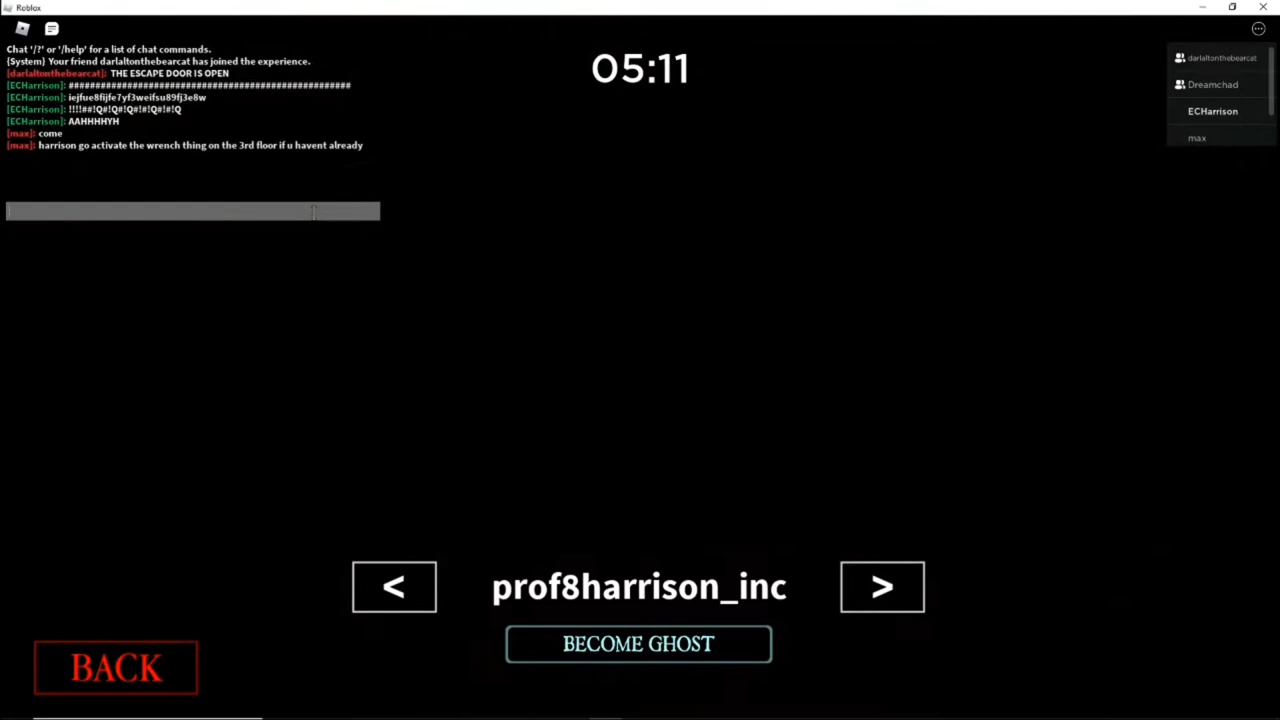 Roblox
Chat '/?' or '/help' for a list of chat commands.
{System} Your friend darlaltonthebearcat has joined the experience.
[darlaltonthebearcat]: THE ESCAPE DOOR IS OPEN
[ECHarrison]: ####################################################
[ECHarrison]: iejfue8fijfe7yf3weifsu89fj3e8w
[ECHarrison]: !!!!##!Q#!Q#!Q#!#!Q#!#!Q
[ECHarrison]: AAHHHHYH
[max]: come
[max]: harrison go activate the wrench thing on the 3rd floor if u havent already
05:11
darlaltonthebearcat
Dreamchad
ECHarrison
max
< prof8harrison_inc >
BECOME GHOST
BACK